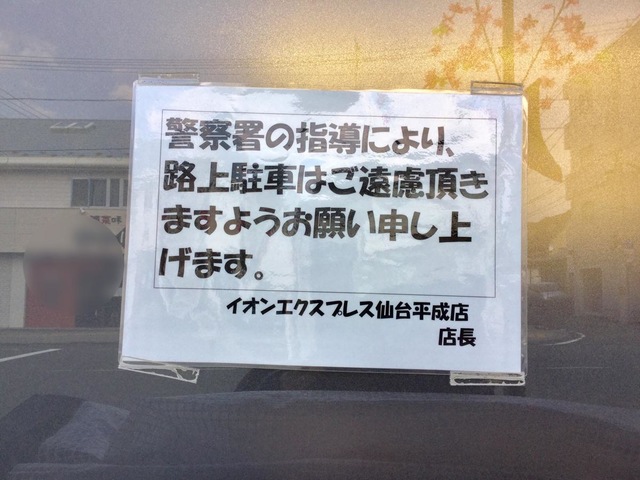 警察署の指導により、
路上駐車はご遠慮頂き
ますようお願い申し上
げます。
イオンエクスプレス仙台平成店
店長